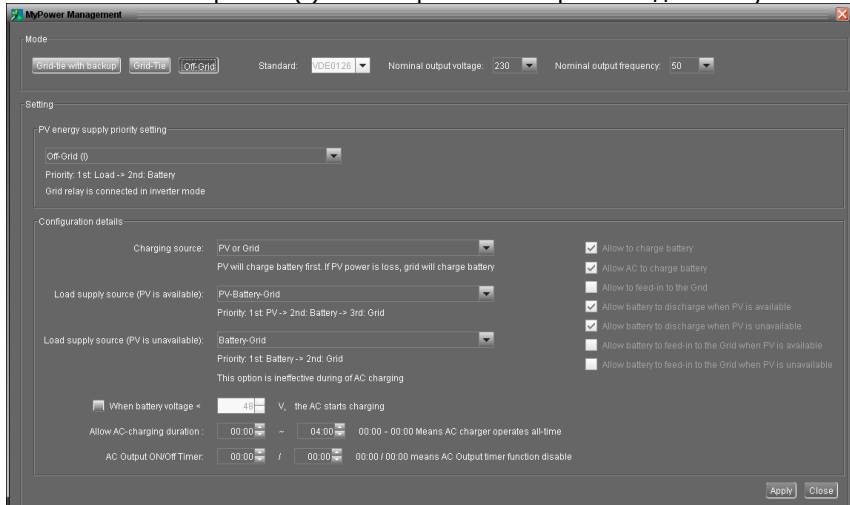 MyPower Management
Mode
Grid-tie with backup Grid-Tie Off-Grid Standard: VDE0126 Nominal output voltage: 230 Nominal output frequency: 50
Setting
PV energy supply priority setting
Off-Grid (I)
Priority: 1st: Load -> 2nd: Battery
Grid relay is connected in inverter mode
Configuration details
Charging source: PV or Grid
PV will charge battery first. If PV power is loss, grid will charge battery
Load supply source (PV is available): PV-Battery-Grid
Priority: 1st: PV -> 2nd: Battery -> 3rd: Grid
Load supply source (PV is unavailable): Battery-Grid
Priority: 1st: Battery -> 2nd: Grid
This option is ineffective during of AC charging
When battery voltage < 48 V, the AC starts charging
Allow AC-charging duration : 00:00 ~ 04:00 00:00 - 00:00 Means AC charger operates all-time
AC Output ON/Off Timer: 00:00 / 00:00 00:00 / 00:00 means AC Output timer function disable
Allow to charge battery
Allow AC to charge battery
Allow to feed-in to the Grid
Allow battery to discharge when PV is available
Allow battery to discharge when PV is unavailable
Allow battery to feed-in to the Grid when PV is available
Allow battery to feed-in to the Grid when PV is unavailable
Apply Close